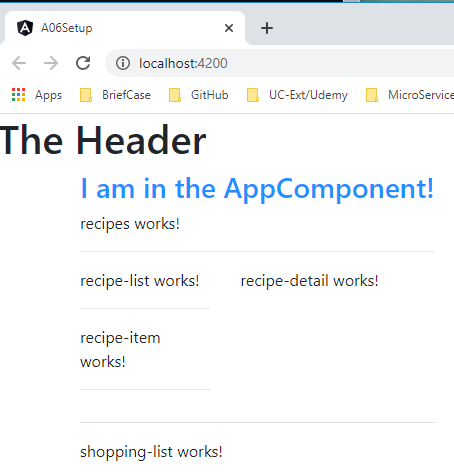 A06Setup
localhost:4200
Apps BriefCase GitHub UC-Ext/Udemy MicroService
The Header
I am in the AppComponent!
recipes works!
recipe-list works! recipe-detail works!
recipe-item
works!
shopping-list works!